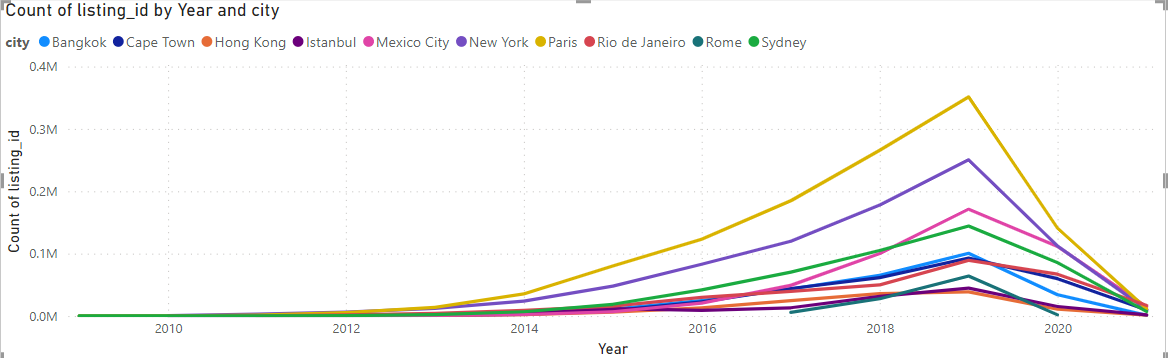 Count of listing_id by Year and city
city Bangkok Cape Town Hong Kong Istanbul Mexico City New York Paris Rio de Janeiro Rome Sydney
0.4M
0.3M
0.2M
0.1M
0.0M
Count of listing_id
2010 2012 2014 2016 2018 2020
Year